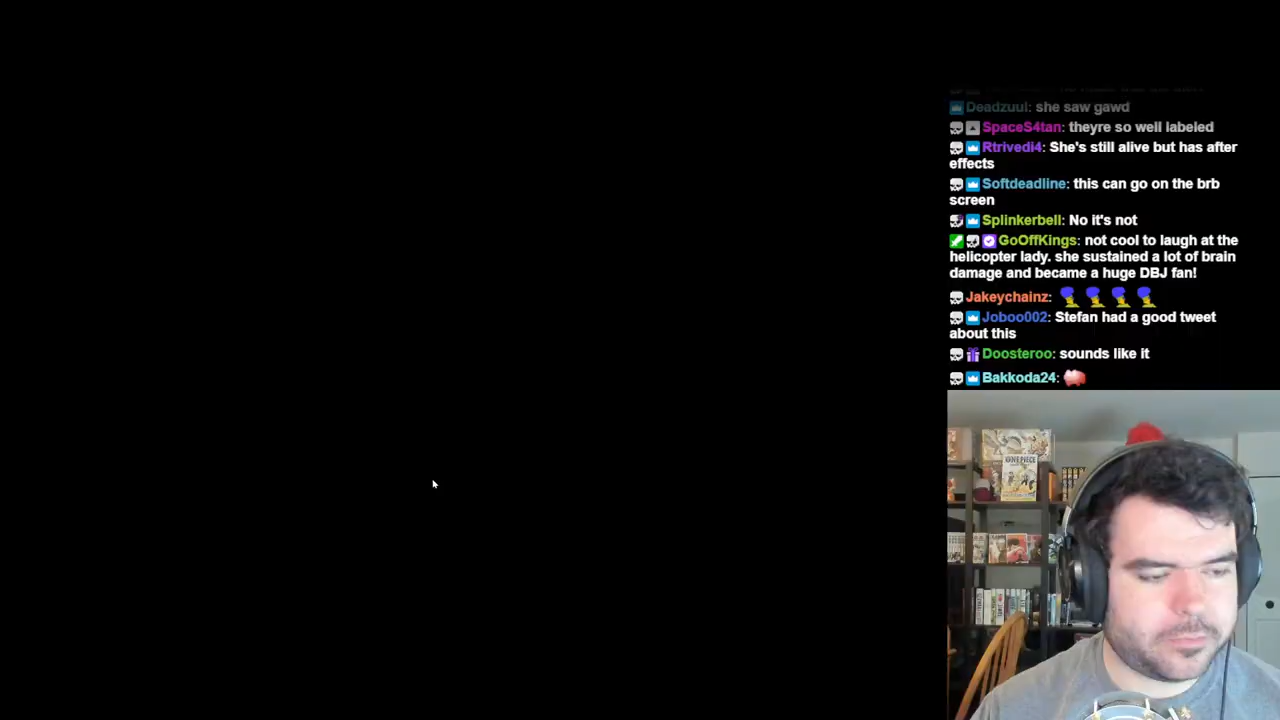 Deadzuul: she saw gawd
SpaceS4tan: theyre so well labeled
Rtrivedi4: She's still alive but has after
effects
Softdeadline: this can go on the brb
screen
Splinkerbell: No it's not
GoOffKings: not cool to laugh at the
helicopter lady. she sustained a lot of brain
damage and became a huge DBJ fan!
Jakeychainz:
Joboo002: Stefan had a good tweet
about this
Doosteroo: sounds like it
Bakkoda24:
ONE PIECE